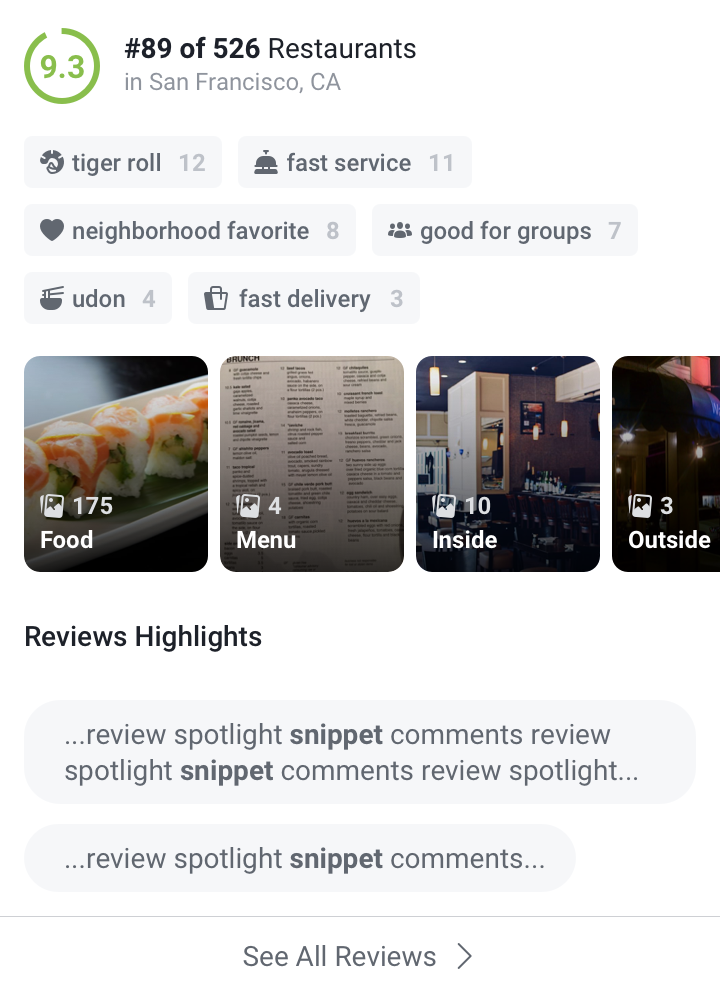 9.3
#89 of 526 Restaurants
in San Francisco, CA
tiger roll 12
fast service 11
neighborhood favorite 8
good for groups 7
udon 4
fast delivery 3
175
Food
BRUNCH
4
Menu
10
Inside
3
Outside
Reviews Highlights
...review spotlight snippet comments review
spotlight snippet comments review spotlight...
...review spotlight snippet comments...
See All Reviews